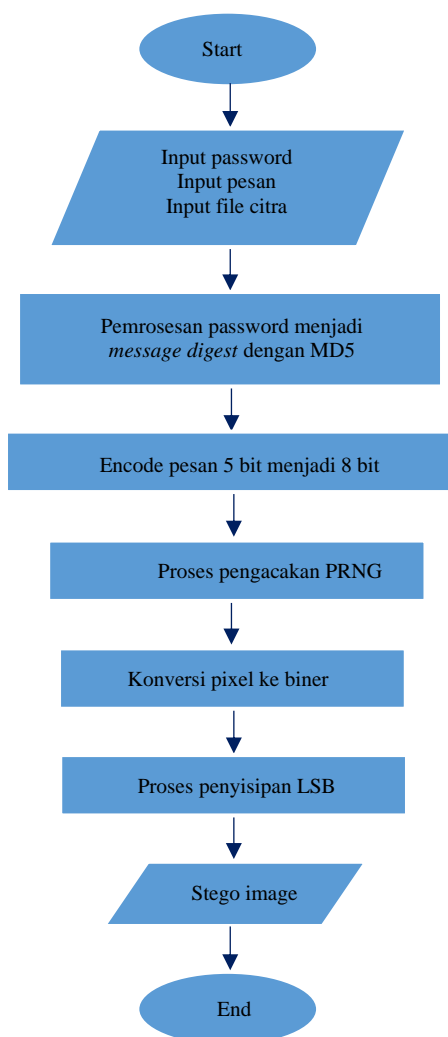 Start
Input password
Input pesan
Input file citra
Pemrosesan password menjadi
message digest dengan MD5
Encode pesan 5 bit menjadi 8 bit
Proses pengacakan PRNG
Konversi pixel ke biner
Proses penyisipan LSB
Stego image
End